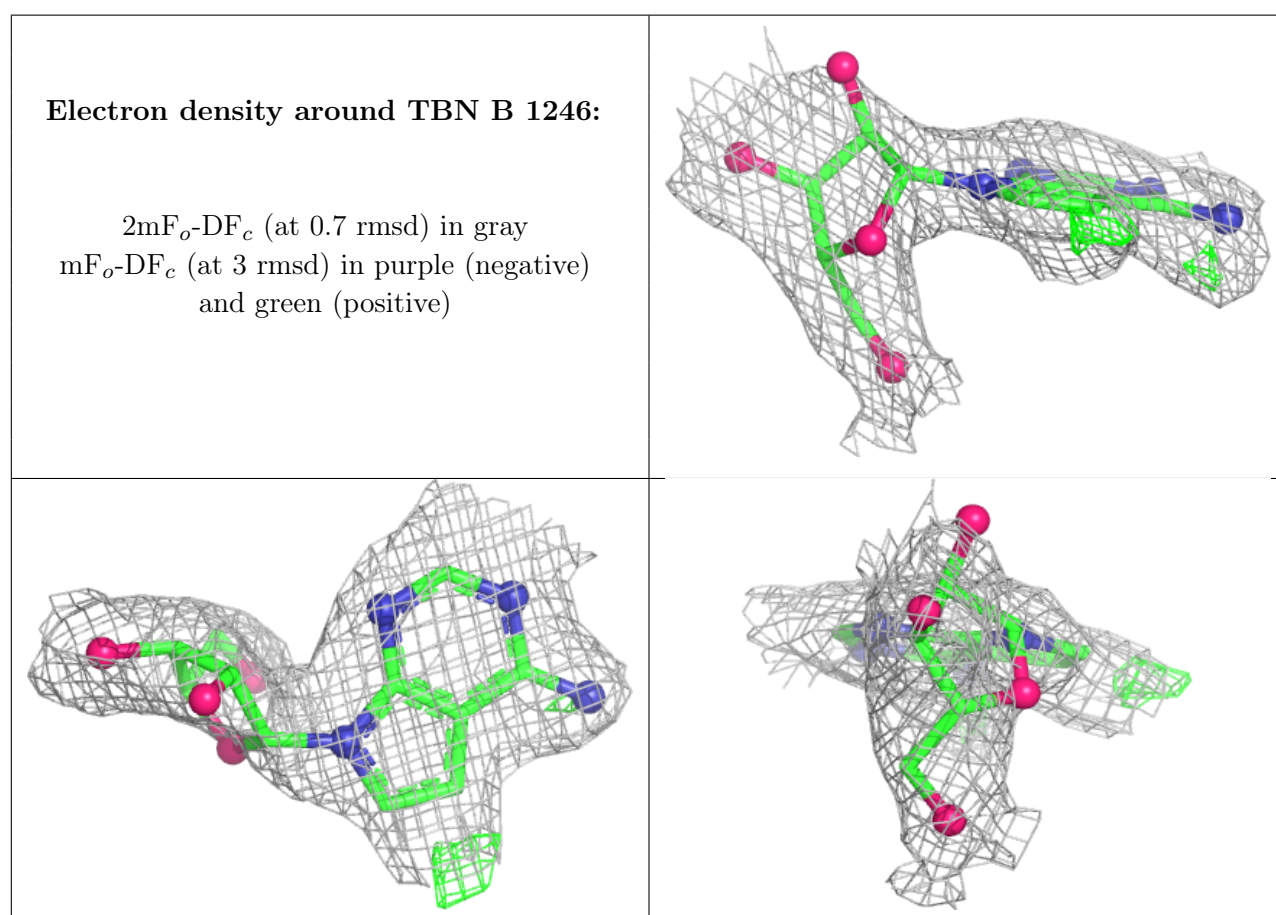 Electron density around TBN B 1246:
2mFo-DFc (at 0.7 rmsd) in gray
mFo-DFc (at 3 rmsd) in purple (negative)
and green (positive)